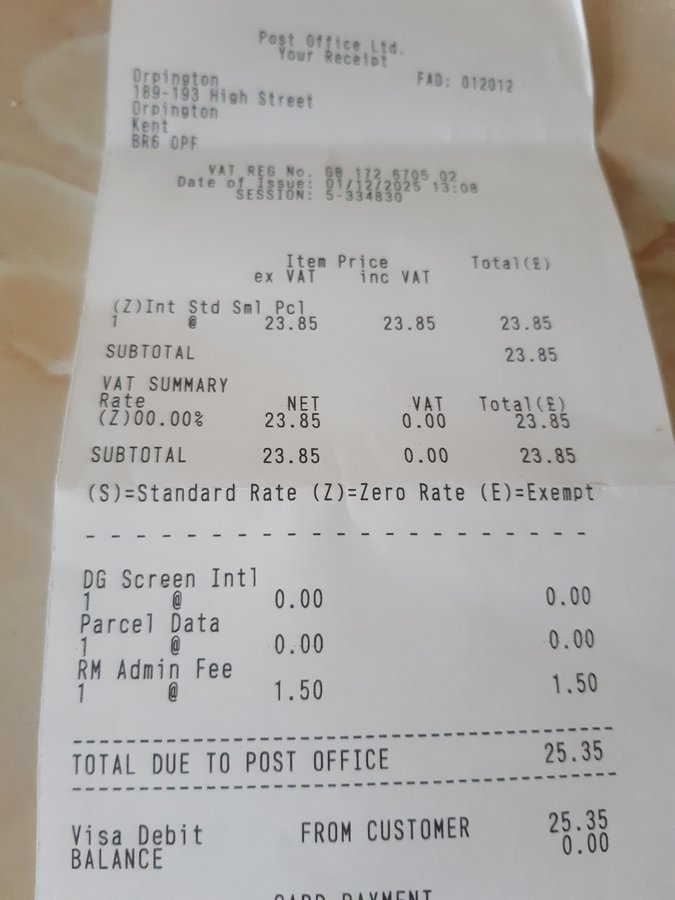 Post Office Ltd.
Your Receipt
Orpington FAD: 012012
189-193 High Street
Orpington
Kent
BR6 0PF
VAT REG No. GB 172 6705 02
Date of Issue: 01/12/2025 13:08
SESSION: 5-334830
Item Price Total(£)
ex VAT inc VAT
(Z)Int Std Sml Pcl
1 @ 23.85 23.85 23.85
SUBTOTAL 23.85
VAT SUMMARY
Rate NET VAT Total(£)
(Z)00.00% 23.85 0.00 23.85
SUBTOTAL 23.85 0.00 23.85
(S)=Standard Rate (Z)=Zero Rate (E)=Exempt
DG Screen Intl
1 @ 0.00 0.00
Parcel Data
1 @ 0.00 0.00
RM Admin Fee
1 @ 1.50 1.50
TOTAL DUE TO POST OFFICE 25.35
Visa Debit FROM CUSTOMER 25.35
BALANCE 0.00
CARD PAYMENT